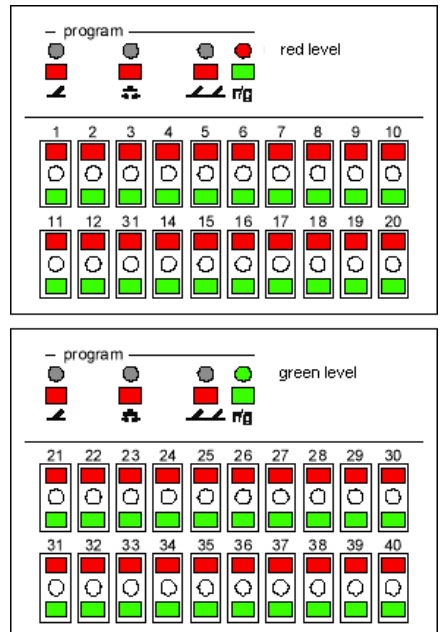 program
red level
r/g
1 2 3 4 5 6 7 8 9 10
11 12 31 14 15 16 17 18 19 20
program
green level
r/g
21 22 23 24 25 26 27 28 29 30
31 32 33 34 35 36 37 38 39 40